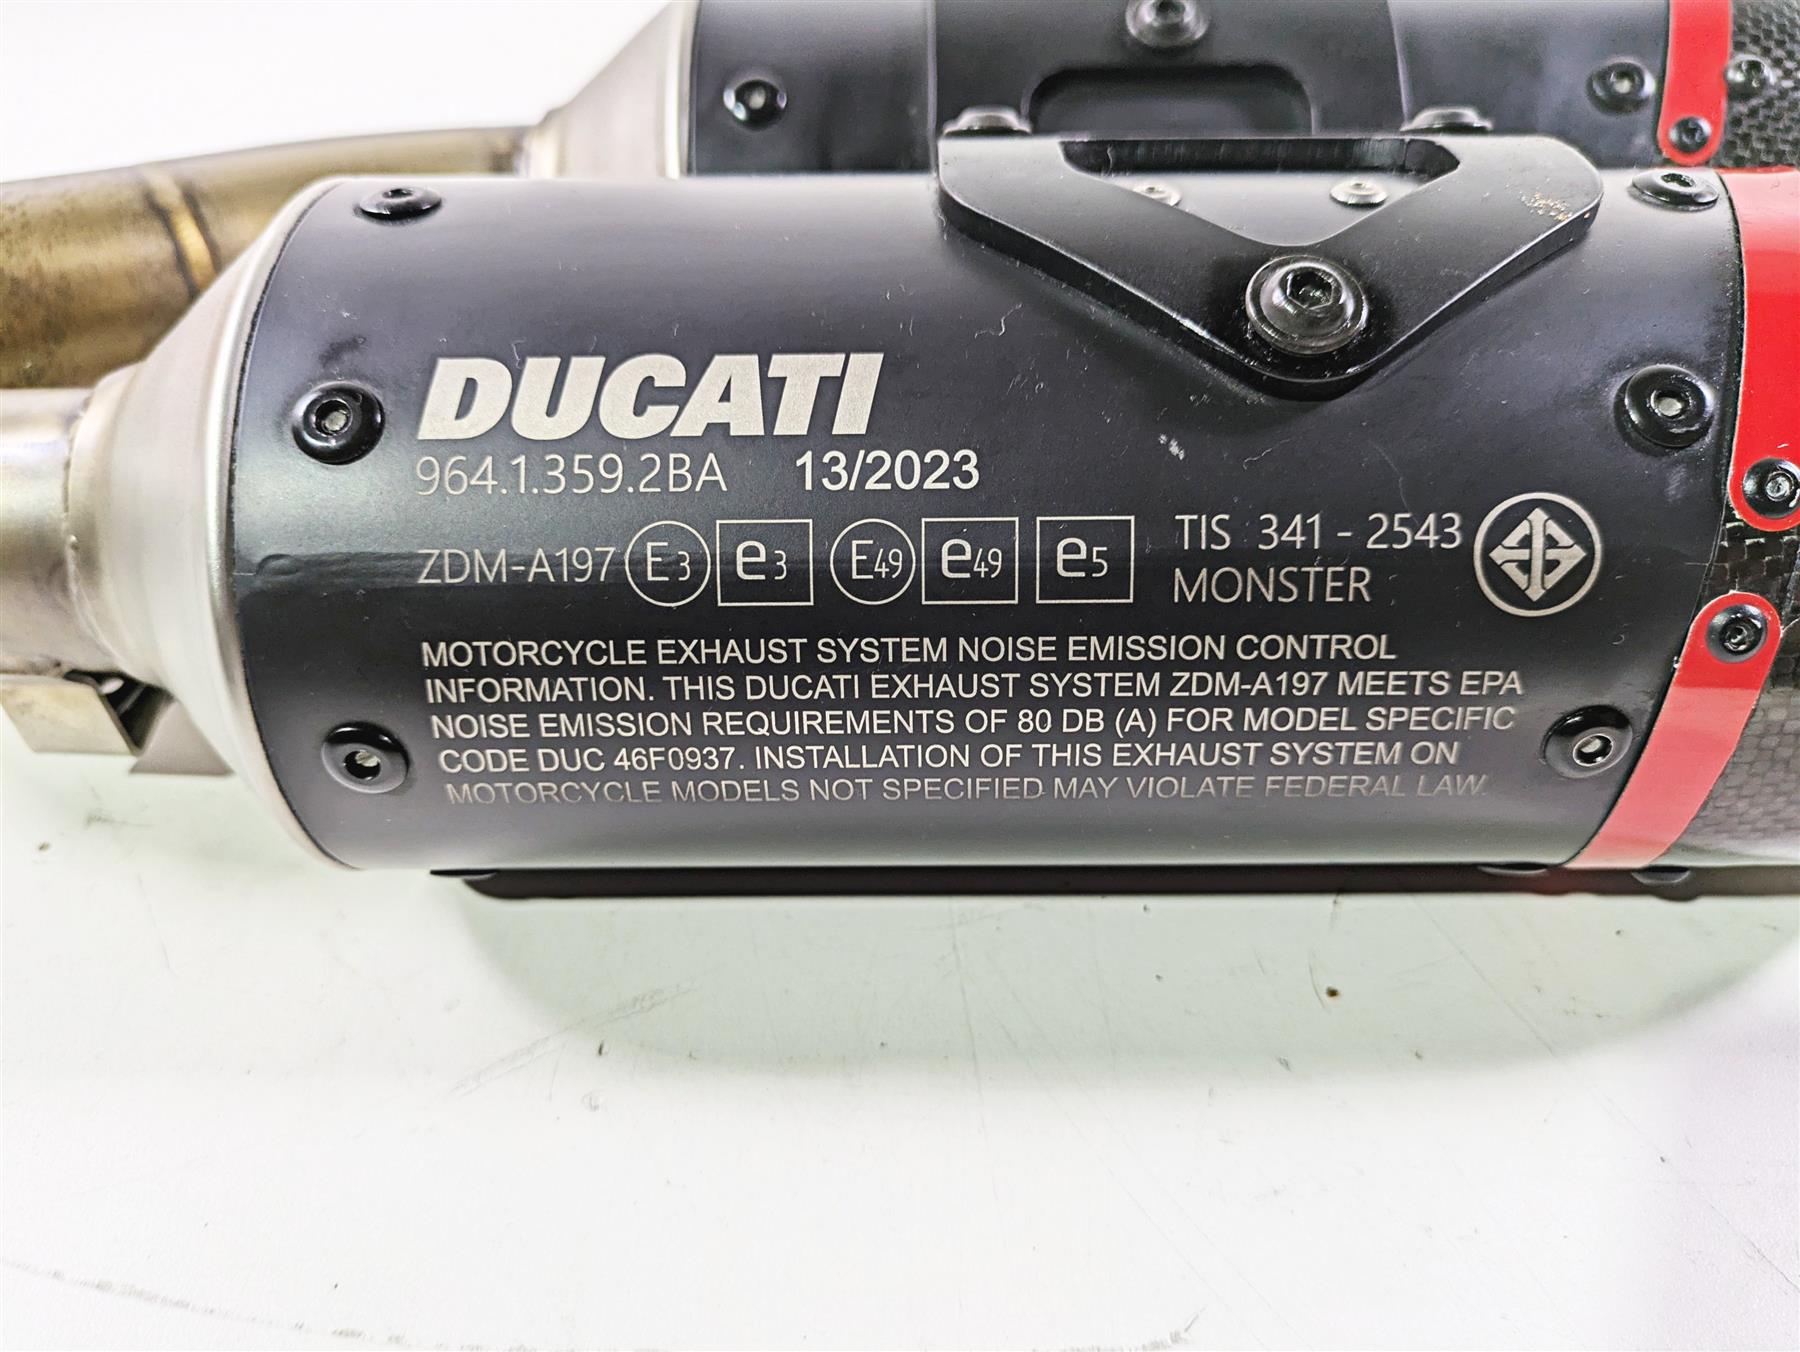 DUCATI
964.1.359.2BA 13/2023
ZDM-A197 E3 e3 E49 e49 e5 TIS 341 - 2543
MONSTER
MOTORCYCLE EXHAUST SYSTEM NOISE EMISSION CONTROL
INFORMATION. THIS DUCATI EXHAUST SYSTEM ZDM-A197 MEETS EPA
NOISE EMISSION REQUIREMENTS OF 80 DB (A) FOR MODEL SPECIFIC
CODE DUC 46F0937. INSTALLATION OF THIS EXHAUST SYSTEM ON
MOTORCYCLE MODELS NOT SPECIFIED MAY VIOLATE FEDERAL LAW.